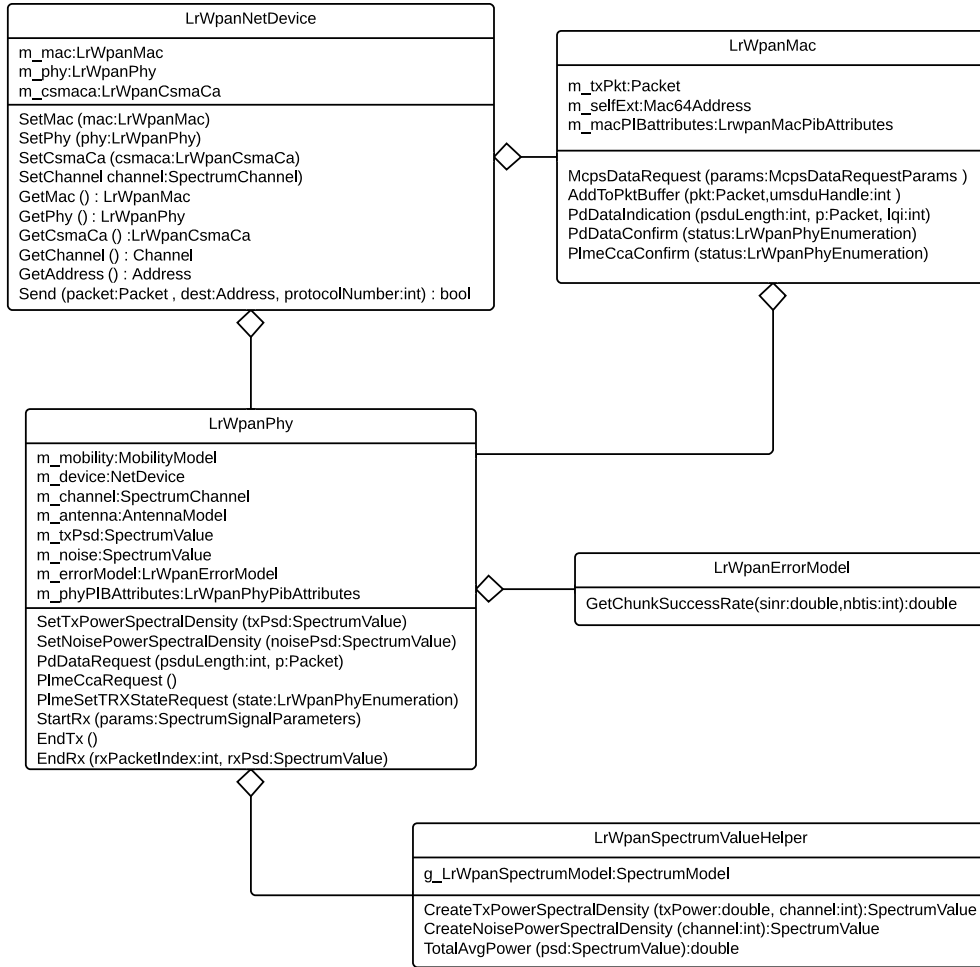 LrWpanNetDevice
m_mac:LrWpanMac
m_phy:LrWpanPhy
m_csmaca:LrWpanCsmaCa
SetMac (mac:LrWpanMac)
SetPhy (phy:LrWpanPhy)
SetCsmaCa (csmaca:LrWpanCsmaCa)
SetChannel channel:SpectrumChannel)
GetMac () : LrWpanMac
GetPhy () : LrWpanPhy
GetCsmaCa () :LrWpanCsmaCa
GetChannel () : Channel
GetAddress () : Address
Send (packet:Packet , dest:Address, protocolNumber:int) : bool
LrWpanMac
m_txPkt:Packet
m_selfExt:Mac64Address
m_macPIBattributes:LrwpanMacPibAttributes
McpsDataRequest (params:McpsDataRequestParams )
AddToPktBuffer (pkt:Packet,umsduHandle:int )
PdDataIndication (psduLength:int, p:Packet, lqi:int)
PdDataConfirm (status:LrWpanPhyEnumeration)
PlmeCcaConfirm (status:LrWpanPhyEnumeration)
LrWpanPhy
m_mobility:MobilityModel
m_device:NetDevice
m_channel:SpectrumChannel
m_antenna:AntennaModel
m_txPsd:SpectrumValue
m_noise:SpectrumValue
m_errorModel:LrWpanErrorModel
m_phyPIBAttributes:LrWpanPhyPibAttributes
SetTxPowerSpectralDensity (txPsd:SpectrumValue)
SetNoisePowerSpectralDensity (noisePsd:SpectrumValue)
PdDataRequest (psduLength:int, p:Packet)
PlmeCcaRequest ()
PlmeSetTRXStateRequest (state:LrWpanPhyEnumeration)
StartRx (params:SpectrumSignalParameters)
EndTx ()
EndRx (rxPacketIndex:int, rxPsd:SpectrumValue)
LrWpanErrorModel
GetChunkSuccessRate(sinr:double,nbtis:int):double
LrWpanSpectrumValueHelper
g_LrWpanSpectrumModel:SpectrumModel
CreateTxPowerSpectralDensity (txPower:double, channel:int):SpectrumValue
CreateNoisePowerSpectralDensity (channel:int):SpectrumValue
TotalAvgPower (psd:SpectrumValue):double